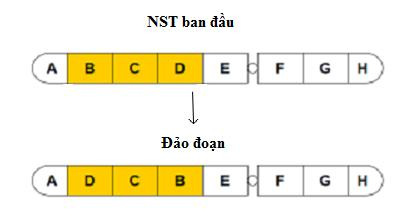 NST ban đầu
A B C D E F G H
Đảo đoạn
A D C B E F G H